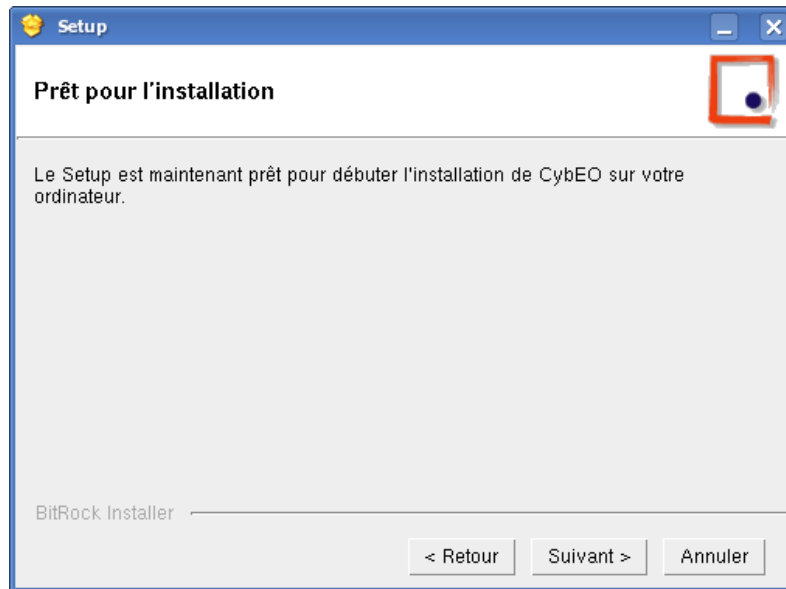 Setup
Prêt pour l'installation
Le Setup est maintenant prêt pour débuter l'installation de CybEO sur votre
ordinateur.
BitRock Installer
< Retour
Suivant >
Annuler